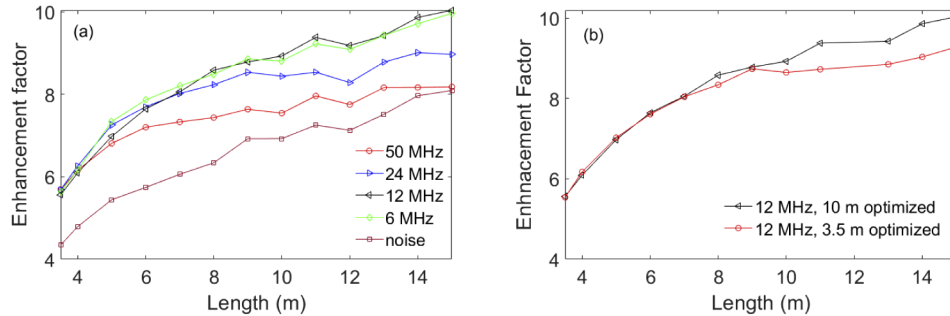 (a)
Enhancement factor
10
8
6
4
4 6 8 10 12 14
Length (m)
50 MHz
24 MHz
12 MHz
6 MHz
noise
(b)
Enhnacement Factor
10
8
6
4
4 6 8 10 12 14
Length (m)
12 MHz, 10 m optimized
12 MHz, 3.5 m optimized